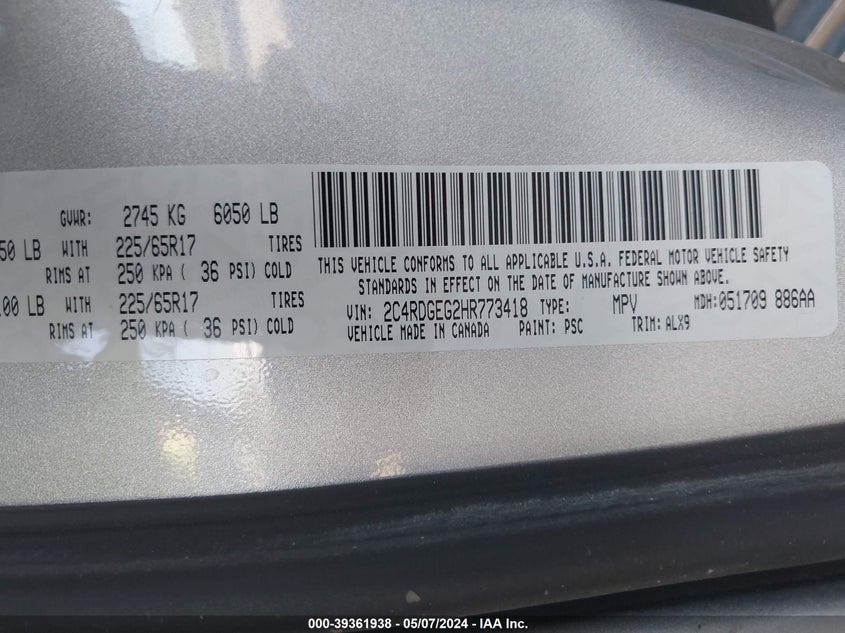 GVWR: 2745 KG 6050 LB
50 LB WITH 225/65R17 TIRES
RIMS AT 250 KPA ( 36 PSI) COLD
100 LB WITH 225/65R17 TIRES
RIMS AT 250 KPA ( 36 PSI) COLD
THIS VEHICLE CONFORMS TO ALL APPLICABLE U.S.A. FEDERAL MOTOR VEHICLE SAFETY
STANDARDS IN EFFECT ON THE DATE OF MANUFACTURE SHOWN ABOVE.
VIN: 2C4RDGEG2HR773418 TYPE: MPV MDH: 051709 886AA
VEHICLE MADE IN CANADA PAINT: PSC TRIM: ALX9
000-39361938 - 05/07/2024 - IAA Inc.